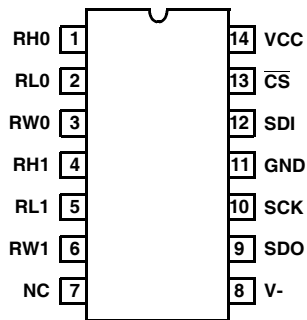 RH0 1 14 VCC
RL0 2 13 C̅S̅
RW0 3 12 SDI
RH1 4 11 GND
RL1 5 10 SCK
RW1 6 9 SDO
NC 7 8 V-